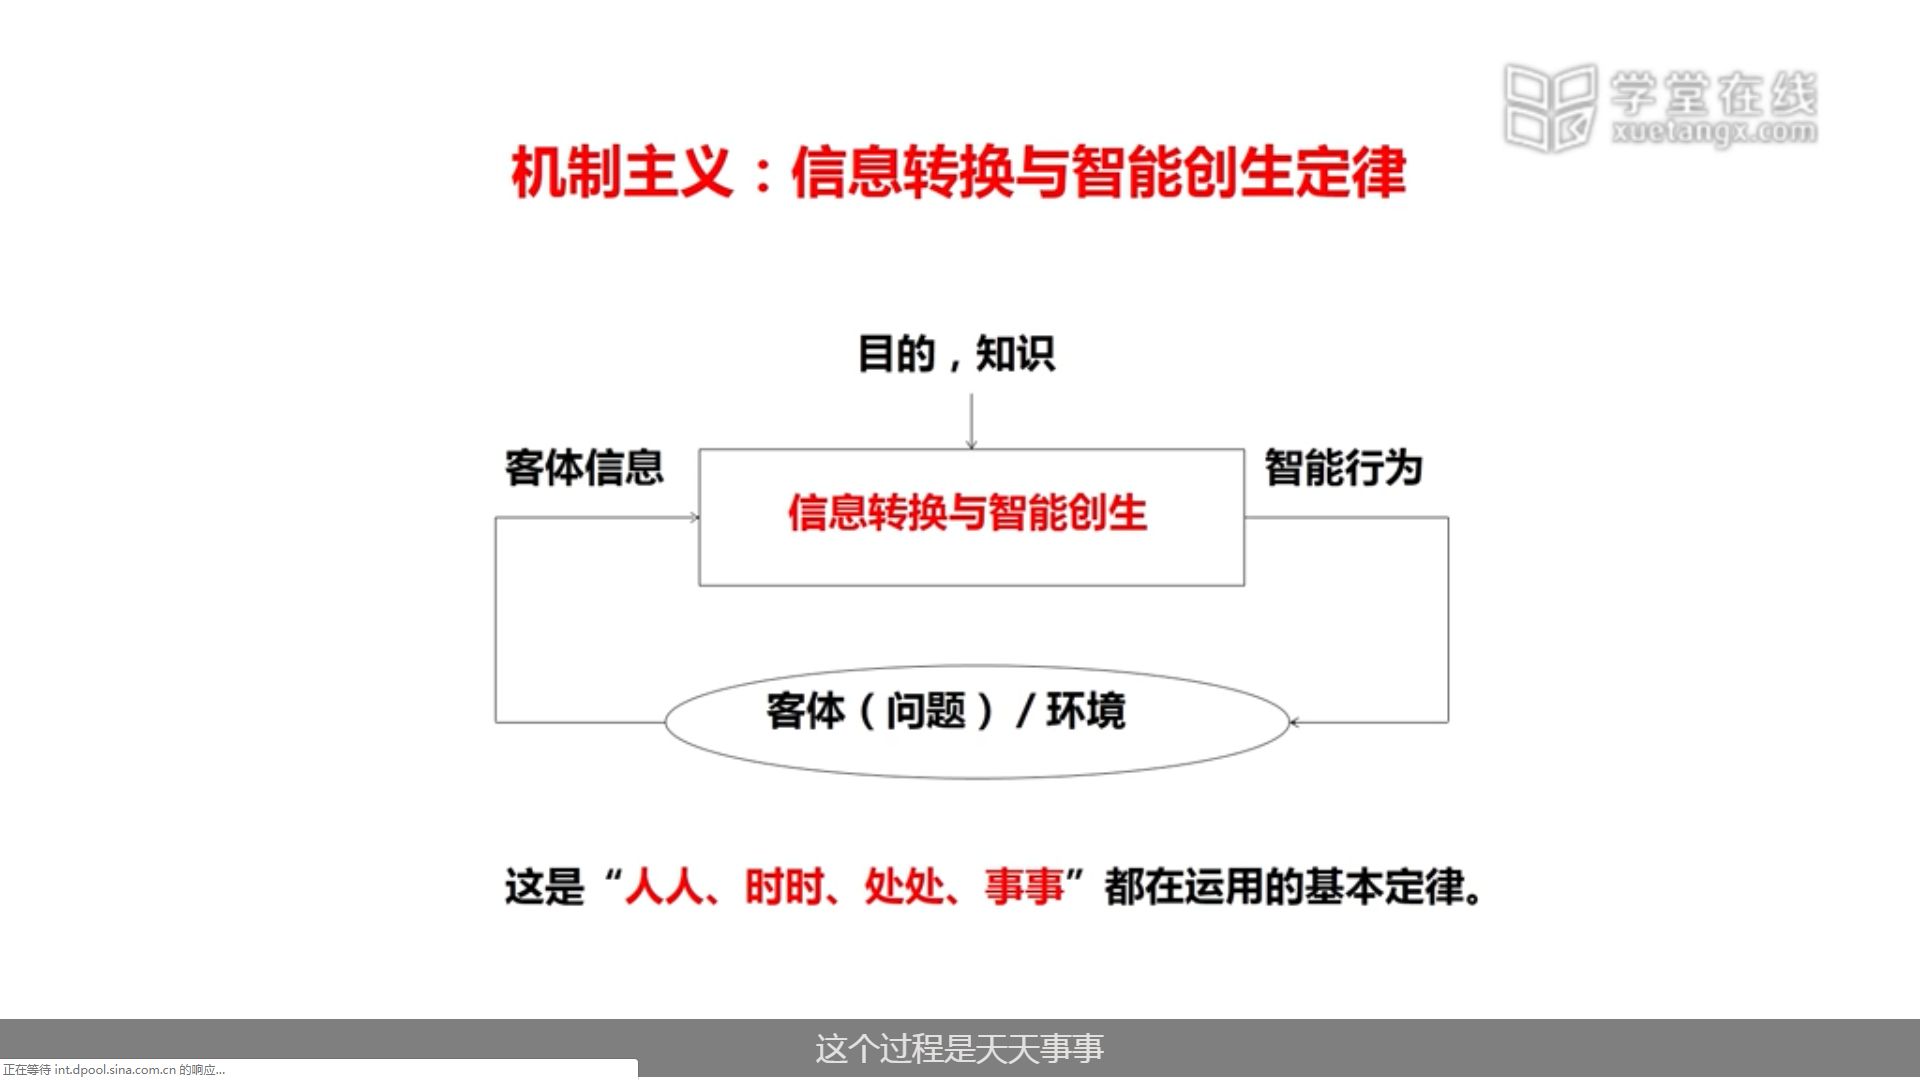 学堂在线
xuetangx.com
机制主义：信息转换与智能创生定律
目的，知识
客体信息
智能行为
信息转换与智能创生
客体（问题）/ 环境
这是“人人、时时、处处、事事”都在运用的基本定律。
这个过程是天天事事
正在等待 int.dpool.sina.com.cn 的响应...